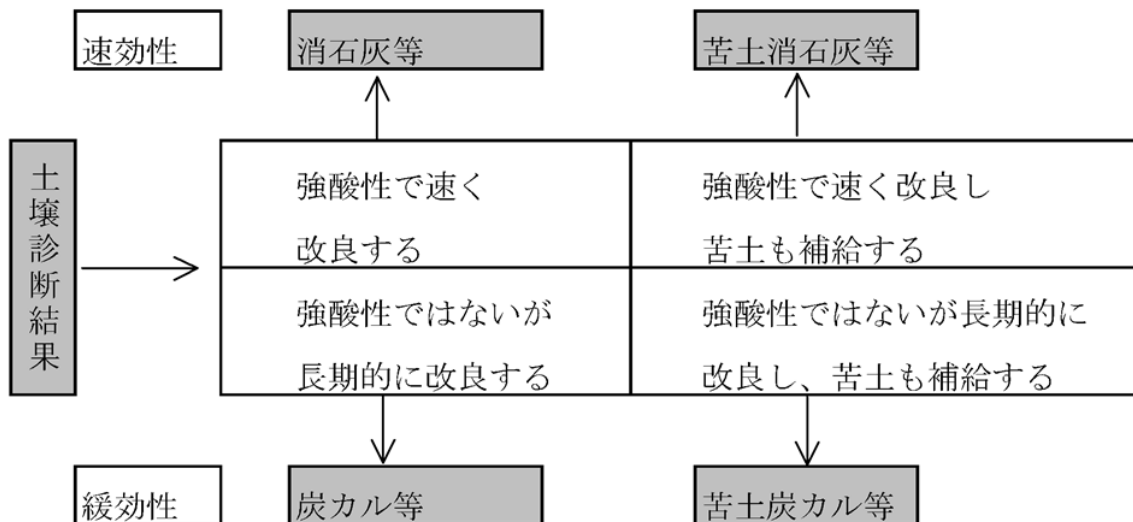 速効性
消石灰等
苦土消石灰等
土壌診断結果
強酸性で速く
改良する
強酸性で速く改良し
苦土も補給する
強酸性ではないが
長期的に改良する
強酸性ではないが長期的に
改良し、苦土も補給する
緩効性
炭カル等
苦土炭カル等